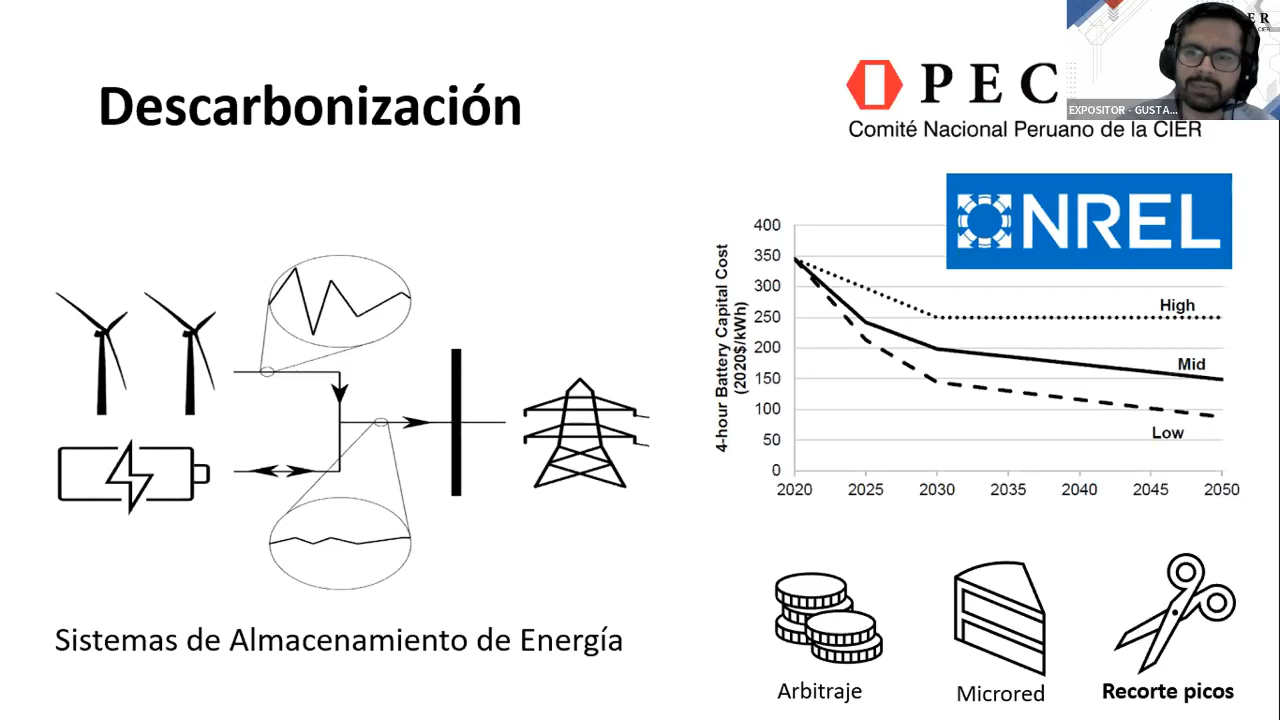 Descarbonización
PEC
Comité Nacional Peruano de la CIER
E R
EXPOSITOR - GUSTA...
NREL
4-hour Battery Capital Cost
(2020$/kWh)
400
350
300
250
200
150
100
50
0
High
Mid
Low
2020 2025 2030 2035 2040 2045 2050
Sistemas de Almacenamiento de Energía
Arbitraje
Microred
Recorte picos